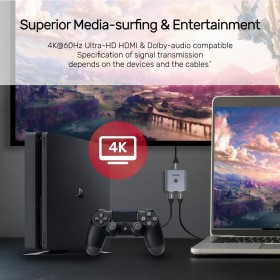 Superior Media-surfing & Entertainment
4K@60Hz Ultra-HD HDMI & Dolby-audio compatible
Specification of signal transmission
depends on the devices and the cables"
4K